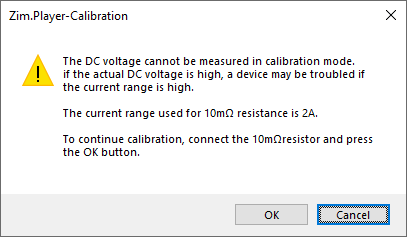 Zim.Player-Calibration
The DC voltage cannot be measured in calibration mode.
if the actual DC voltage is high, a device may be troubled if
the current range is high.
The current range used for 10mΩ resistance is 2A.
To continue calibration, connect the 10mΩresistor and press
the OK button.
OK
Cancel